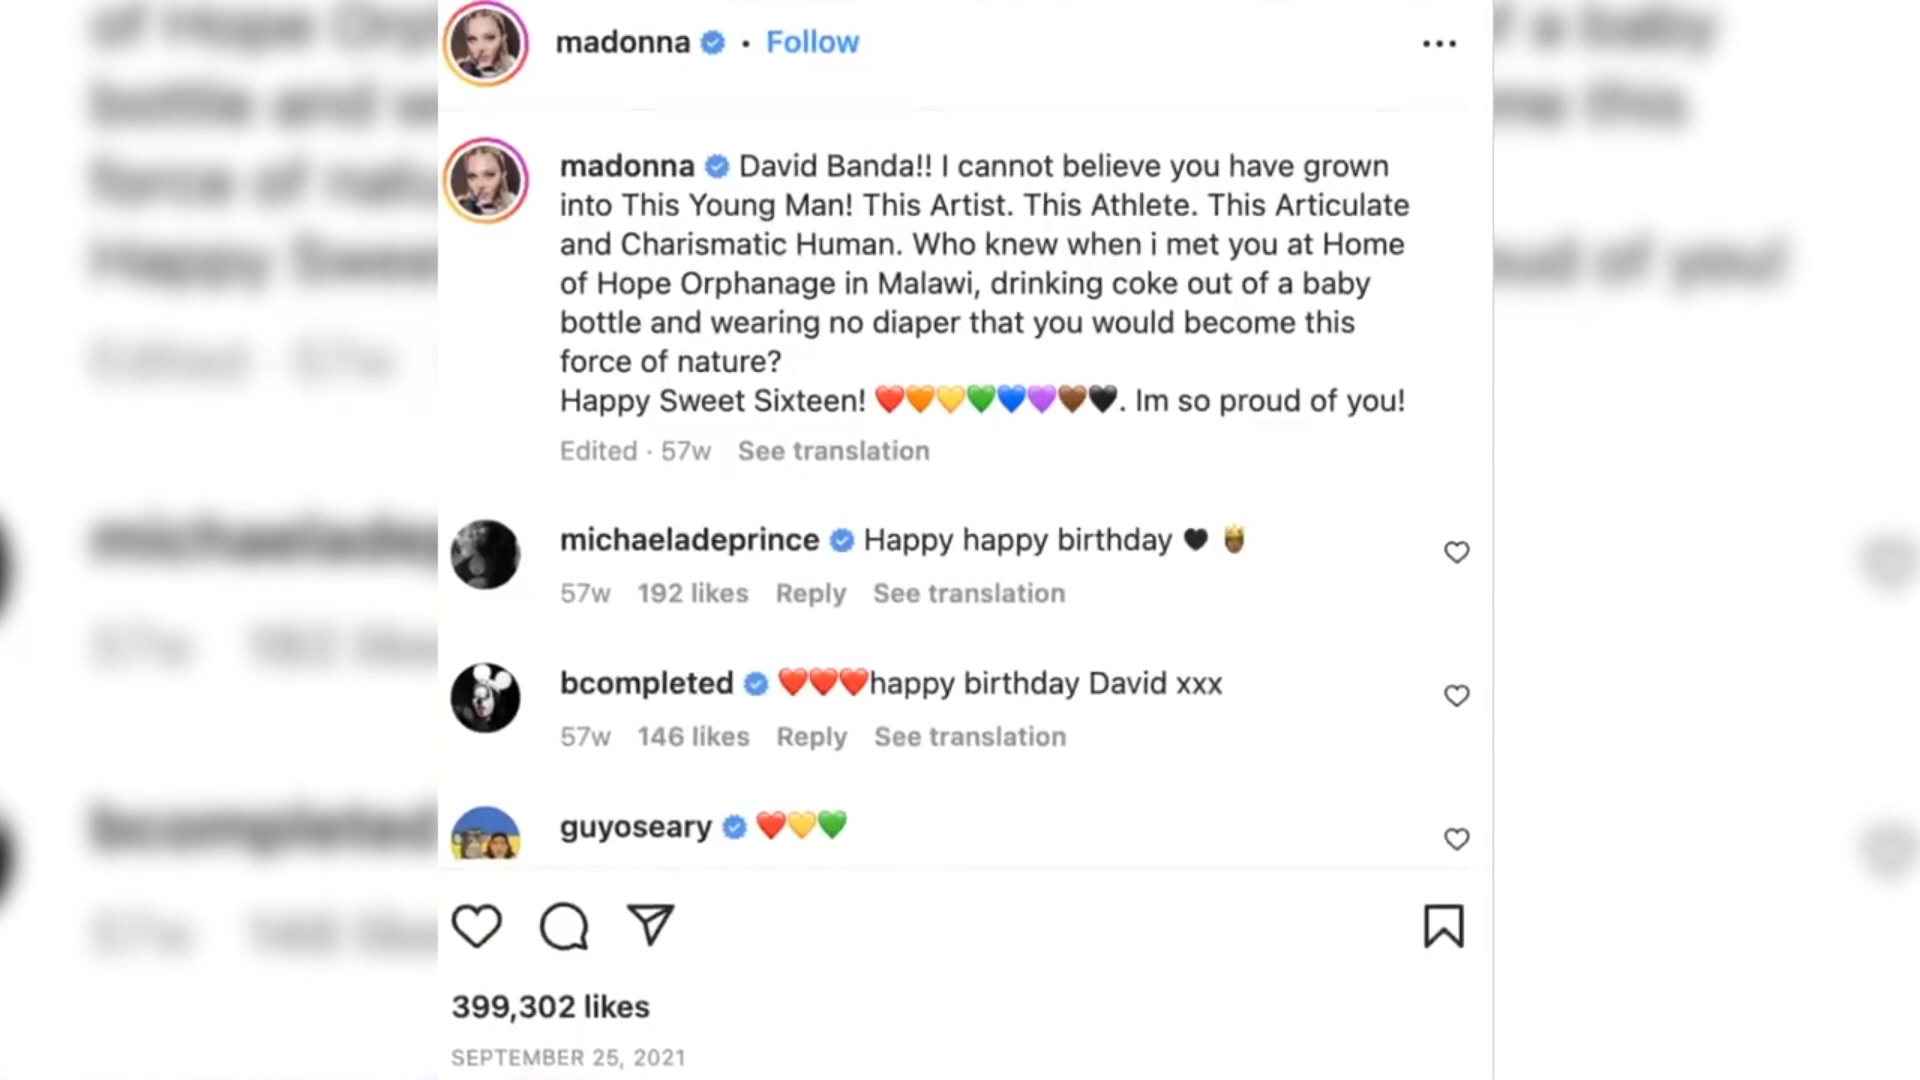 madonna • Follow
madonna David Banda!! I cannot believe you have grown
into This Young Man! This Artist. This Athlete. This Articulate
and Charismatic Human. Who knew when i met you at Home
of Hope Orphanage in Malawi, drinking coke out of a baby
bottle and wearing no diaper that you would become this
force of nature?
Happy Sweet Sixteen! ❤️🧡💛💚💙💜🤎🖤. Im so proud of you!
Edited · 57w See translation
michaeladeprince Happy happy birthday 🖤 🤴🏾
57w 192 likes Reply See translation
bcompleted ❤️❤️❤️happy birthday David xxx
57w 146 likes Reply See translation
guyoseary ❤️💛💚
399,302 likes
SEPTEMBER 25, 2021